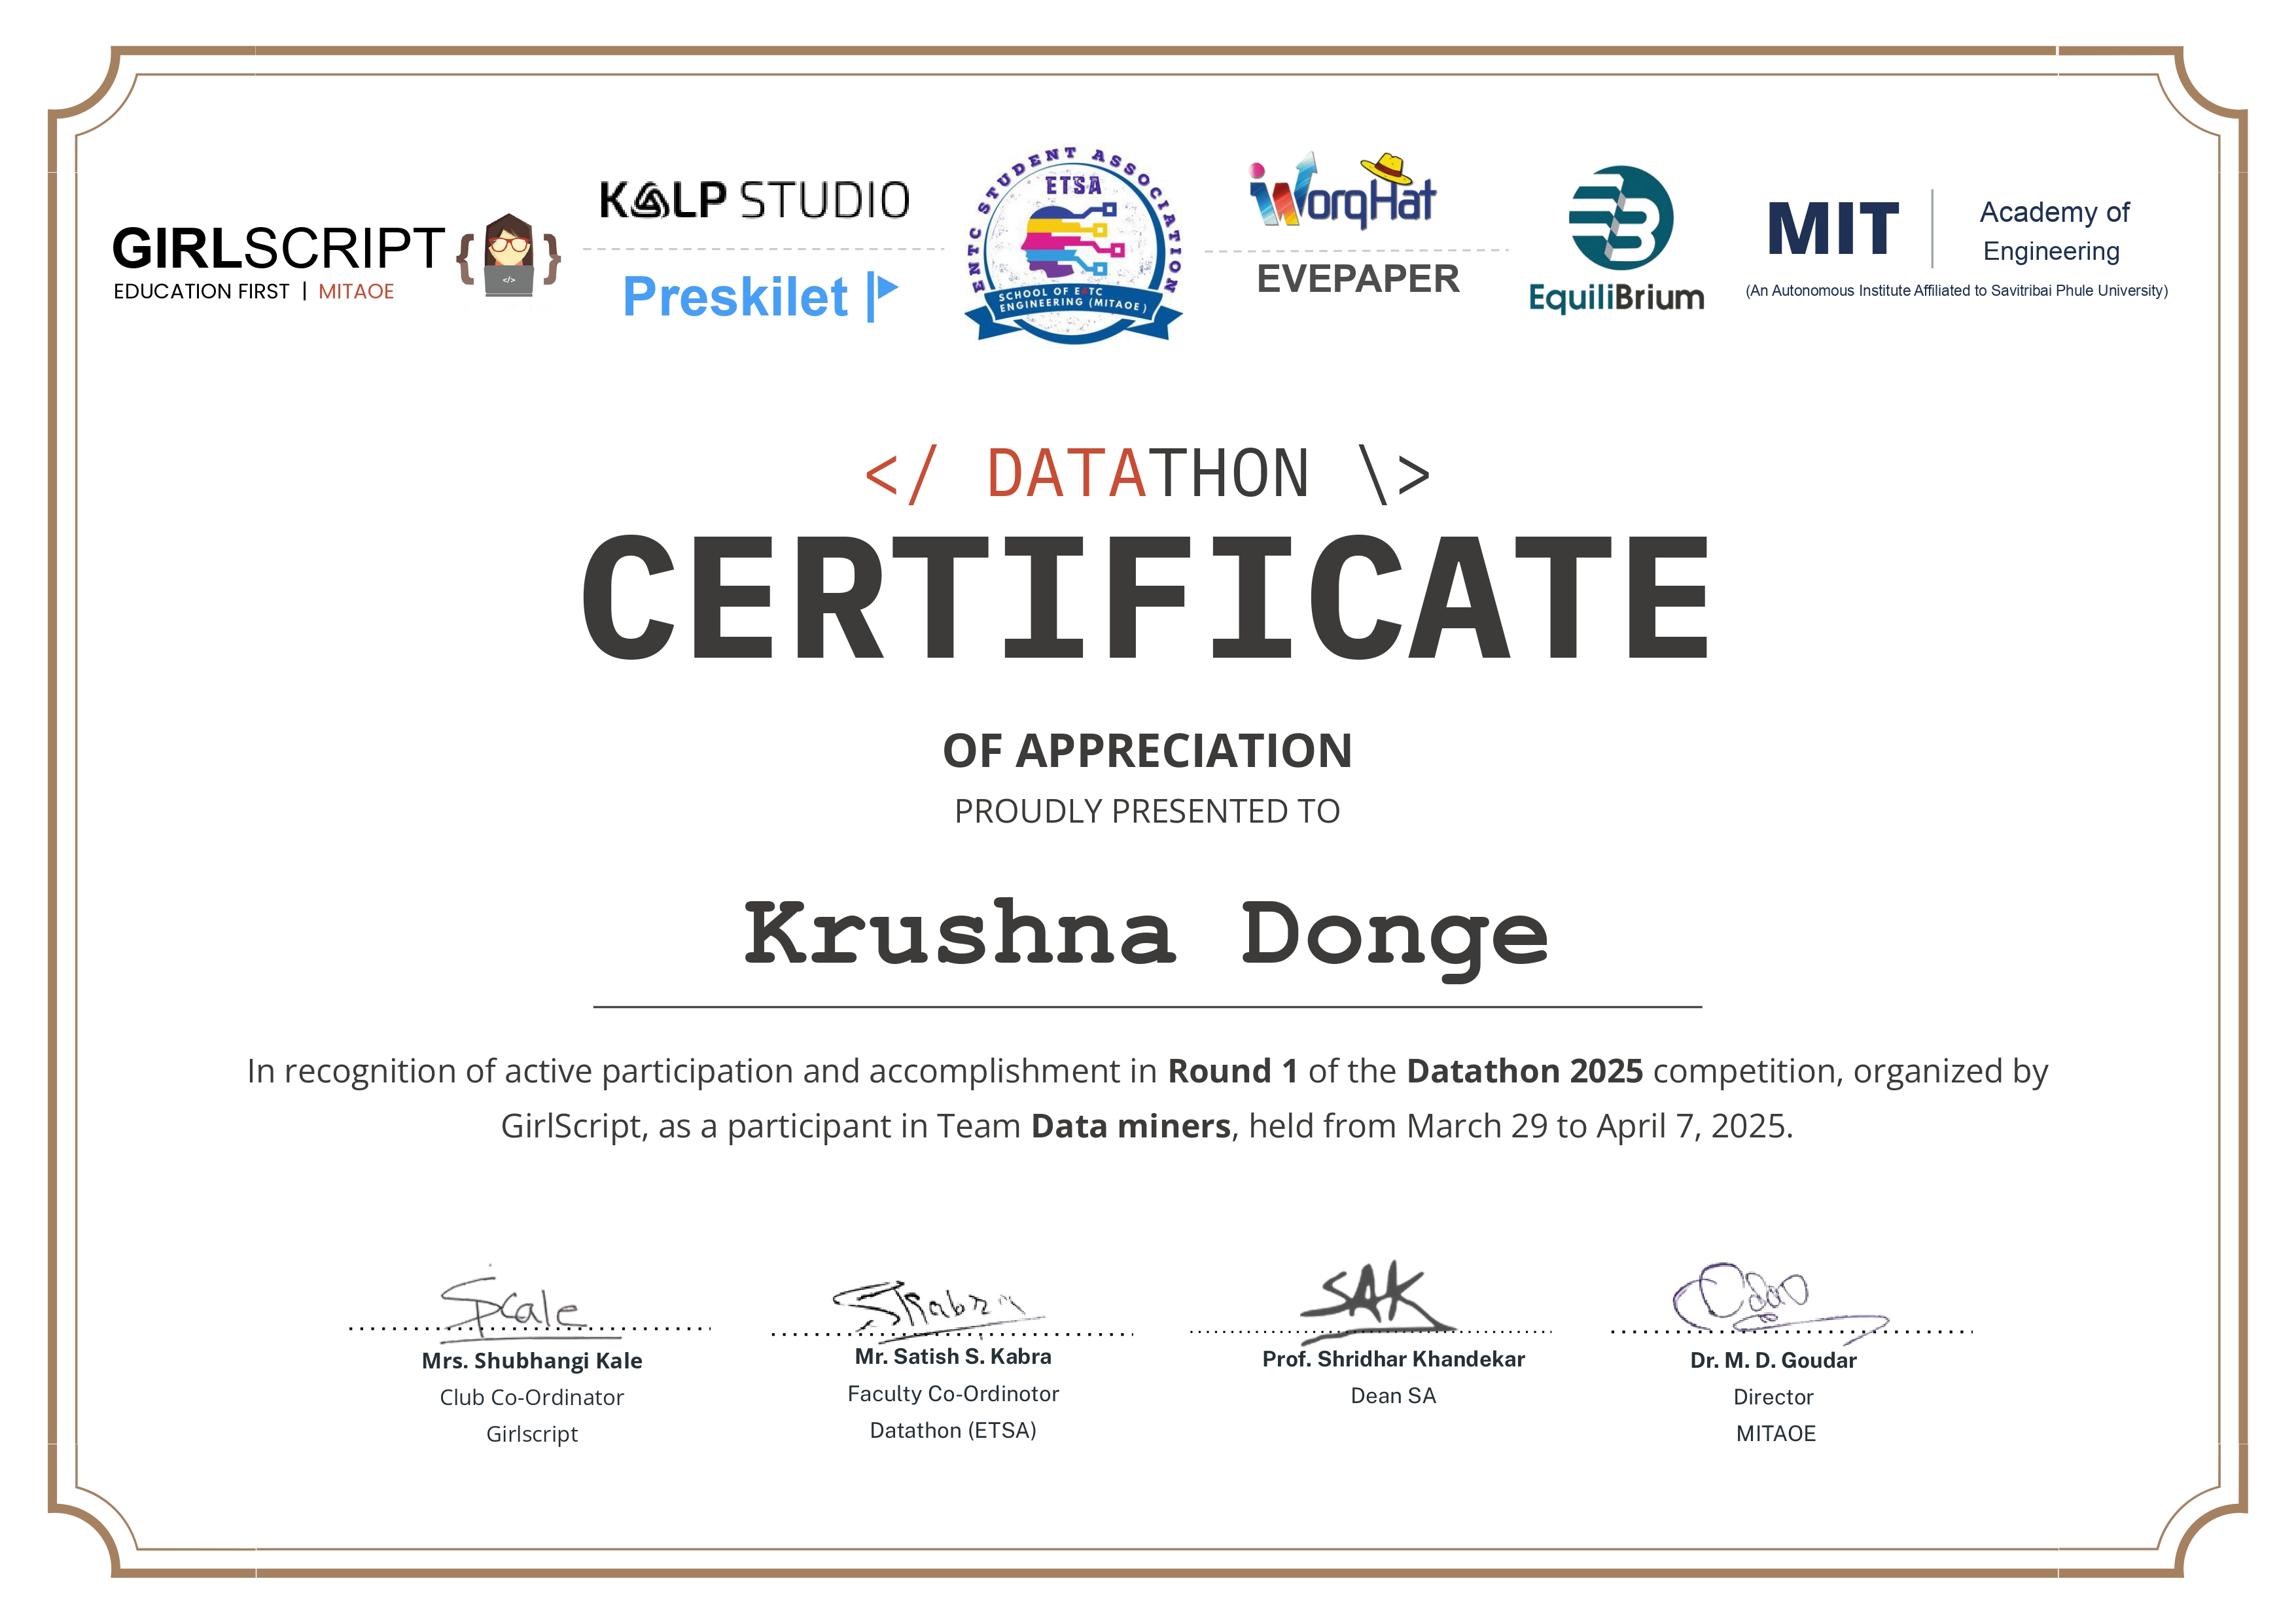 GIRLSCRIPT
EDUCATION FIRST | MITAOE
</>
KALP STUDIO
Preskilet
ENTC STUDENT ASSOCIATION
ETSA
SCHOOL OF E&TC
ENGINEERING (MITAOE)
WorqHat
EVEPAPER
EquiliBrium
MIT
Academy of
Engineering
(An Autonomous Institute Affiliated to Savitribai Phule University)
</ DATATHON \>
CERTIFICATE
OF APPRECIATION
PROUDLY PRESENTED TO
Krushna Donge
In recognition of active participation and accomplishment in Round 1 of the Datathon 2025 competition, organized by
GirlScript, as a participant in Team Data miners, held from March 29 to April 7, 2025.
SAK
Mrs. Shubhangi Kale
Club Co-Ordinator
Girlscript
Mr. Satish S. Kabra
Faculty Co-Ordinotor
Datathon (ETSA)
Prof. Shridhar Khandekar
Dean SA
Dr. M. D. Goudar
Director
MITAOE